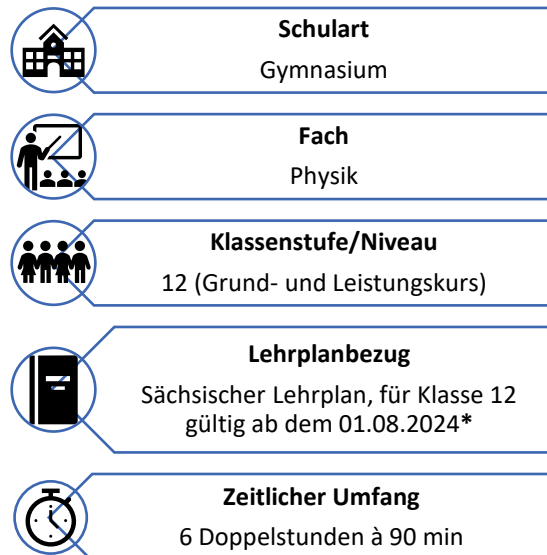 Schulart
Gymnasium
Fach
Physik
Klassenstufe/Niveau
12 (Grund- und Leistungskurs)
Lehrplanbezug
Sächsischer Lehrplan, für Klasse 12
gültig ab dem 01.08.2024*
Zeitlicher Umfang
6 Doppelstunden à 90 min